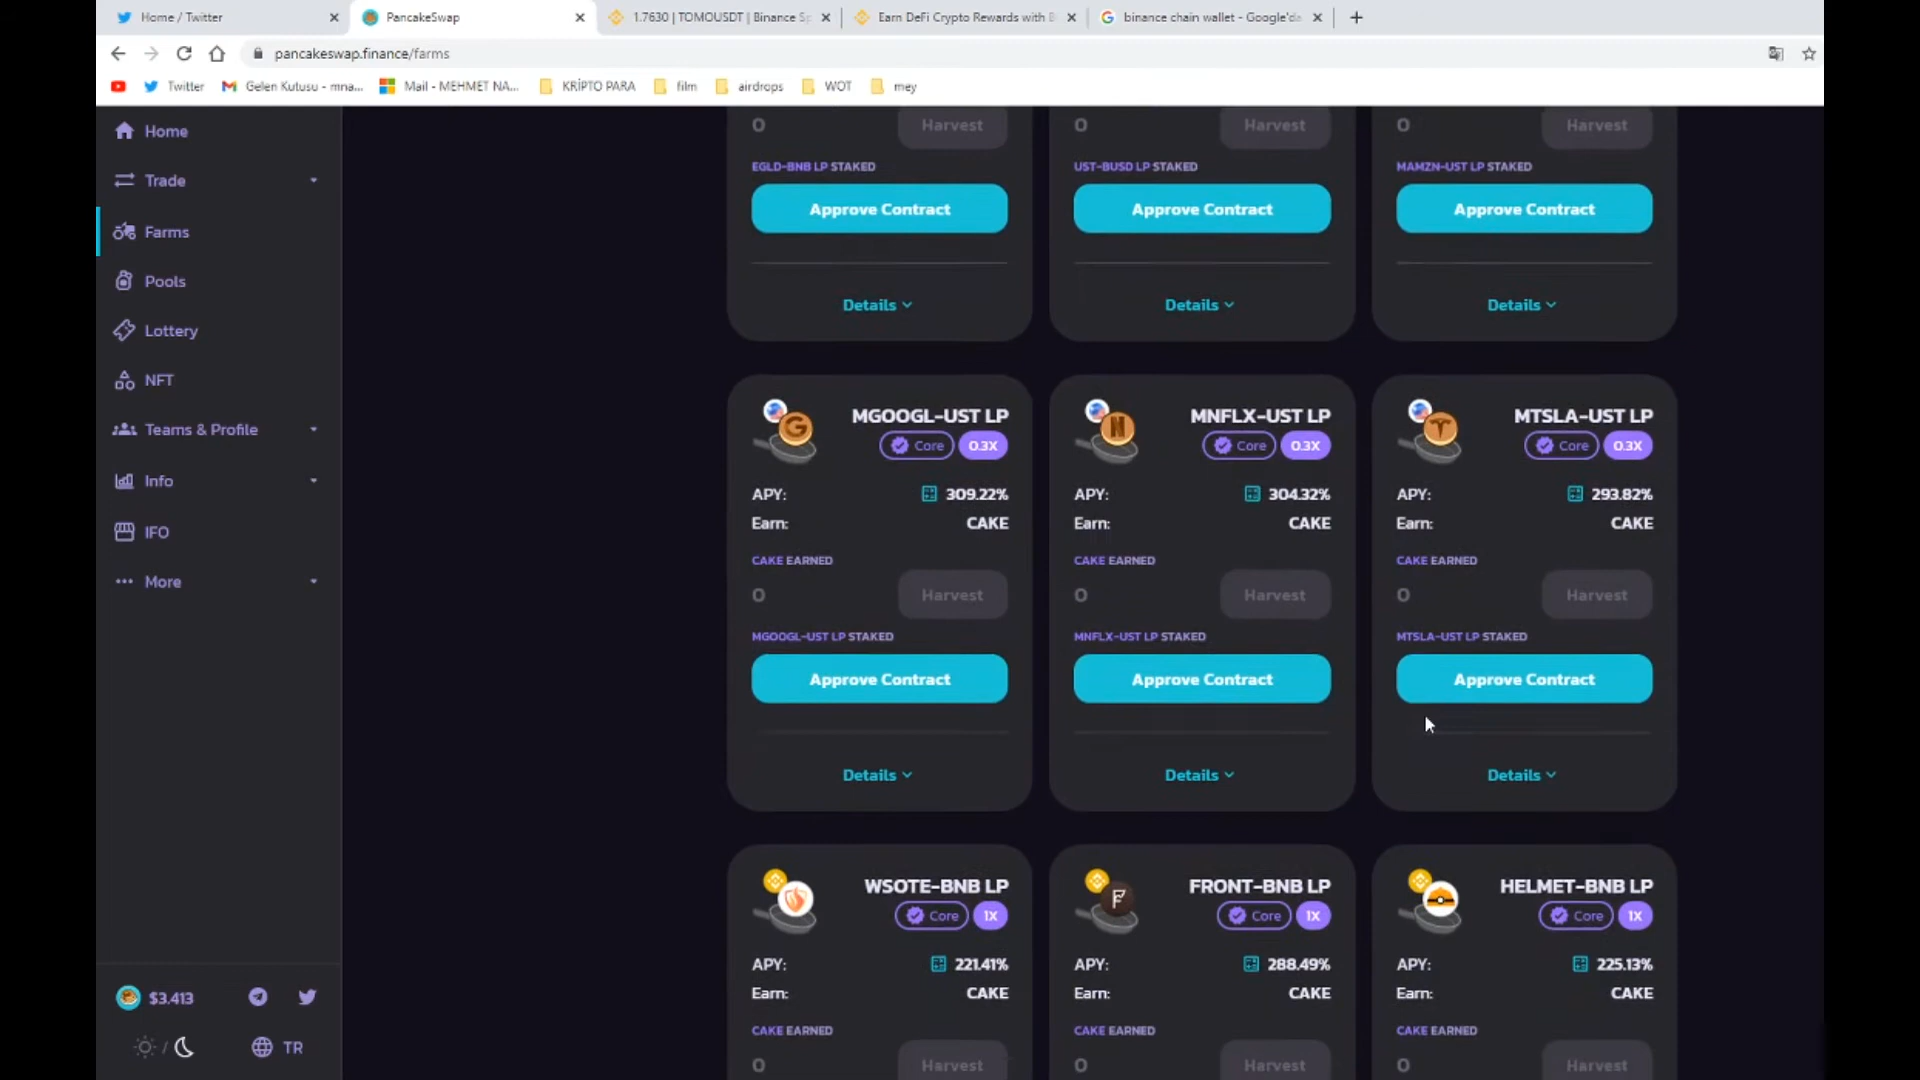 Home / Twitter
PancakeSwap
1.7630 | TOMOUSDT | Binance Sp
Earn DeFi Crypto Rewards with B
binance chain wallet - Google'da
pancakeswap.finance/farms
Twitter
Gelen Kutusu - mna...
Mail - MEHMET NA...
KRİPTO PARA
film
airdrops
WOT
mey
Home
Trade
Farms
Pools
Lottery
NFT
Teams & Profile
Info
IFO
More
$3.413
/
TR
0 Harvest
0 Harvest
0 Harvest
EGLD-BNB LP STAKED
UST-BUSD LP STAKED
MAMZN-UST LP STAKED
Approve Contract
Approve Contract
Approve Contract
Details
Details
Details
MGOOGL-UST LP
Core 0.3X
APY: 309.22%
Earn: CAKE
CAKE EARNED
0 Harvest
MGOOGL-UST LP STAKED
Approve Contract
Details
MNFLX-UST LP
Core 0.3X
APY: 304.32%
Earn: CAKE
CAKE EARNED
0 Harvest
MNFLX-UST LP STAKED
Approve Contract
Details
MTSLA-UST LP
Core 0.3X
APY: 293.82%
Earn: CAKE
CAKE EARNED
0 Harvest
MTSLA-UST LP STAKED
Approve Contract
Details
WSOTE-BNB LP
Core 1X
APY: 221.41%
Earn: CAKE
CAKE EARNED
0 Harvest
FRONT-BNB LP
Core 1X
APY: 288.49%
Earn: CAKE
CAKE EARNED
0 Harvest
HELMET-BNB LP
Core 1X
APY: 225.13%
Earn: CAKE
CAKE EARNED
0 Harvest